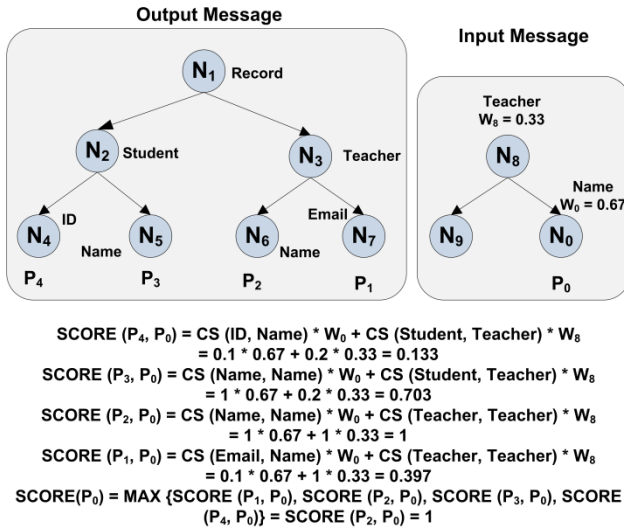 Output Message
Input Message
N₁ Record
N₂ Student
N₃ Teacher
ID
Name
Name
Email
N₄ N₅ N₆ N₇
P₄ P₃ P₂ P₁
Teacher
W₈ = 0.33
N₈
Name
W₀ = 0.67
N₉ N₀
P₀
SCORE (P₄, P₀) = CS (ID, Name) * W₀ + CS (Student, Teacher) * W₈
= 0.1 * 0.67 + 0.2 * 0.33 = 0.133
SCORE (P₃, P₀) = CS (Name, Name) * W₀ + CS (Student, Teacher) * W₈
= 1 * 0.67 + 0.2 * 0.33 = 0.703
SCORE (P₂, P₀) = CS (Name, Name) * W₀ + CS (Teacher, Teacher) * W₈
= 1 * 0.67 + 1 * 0.33 = 1
SCORE (P₁, P₀) = CS (Email, Name) * W₀ + CS (Teacher, Teacher) * W₈
= 0.1 * 0.67 + 1 * 0.33 = 0.397
SCORE(P₀) = MAX {SCORE (P₁, P₀), SCORE (P₂, P₀), SCORE (P₃, P₀), SCORE
(P₄, P₀)} = SCORE (P₂, P₀) = 1